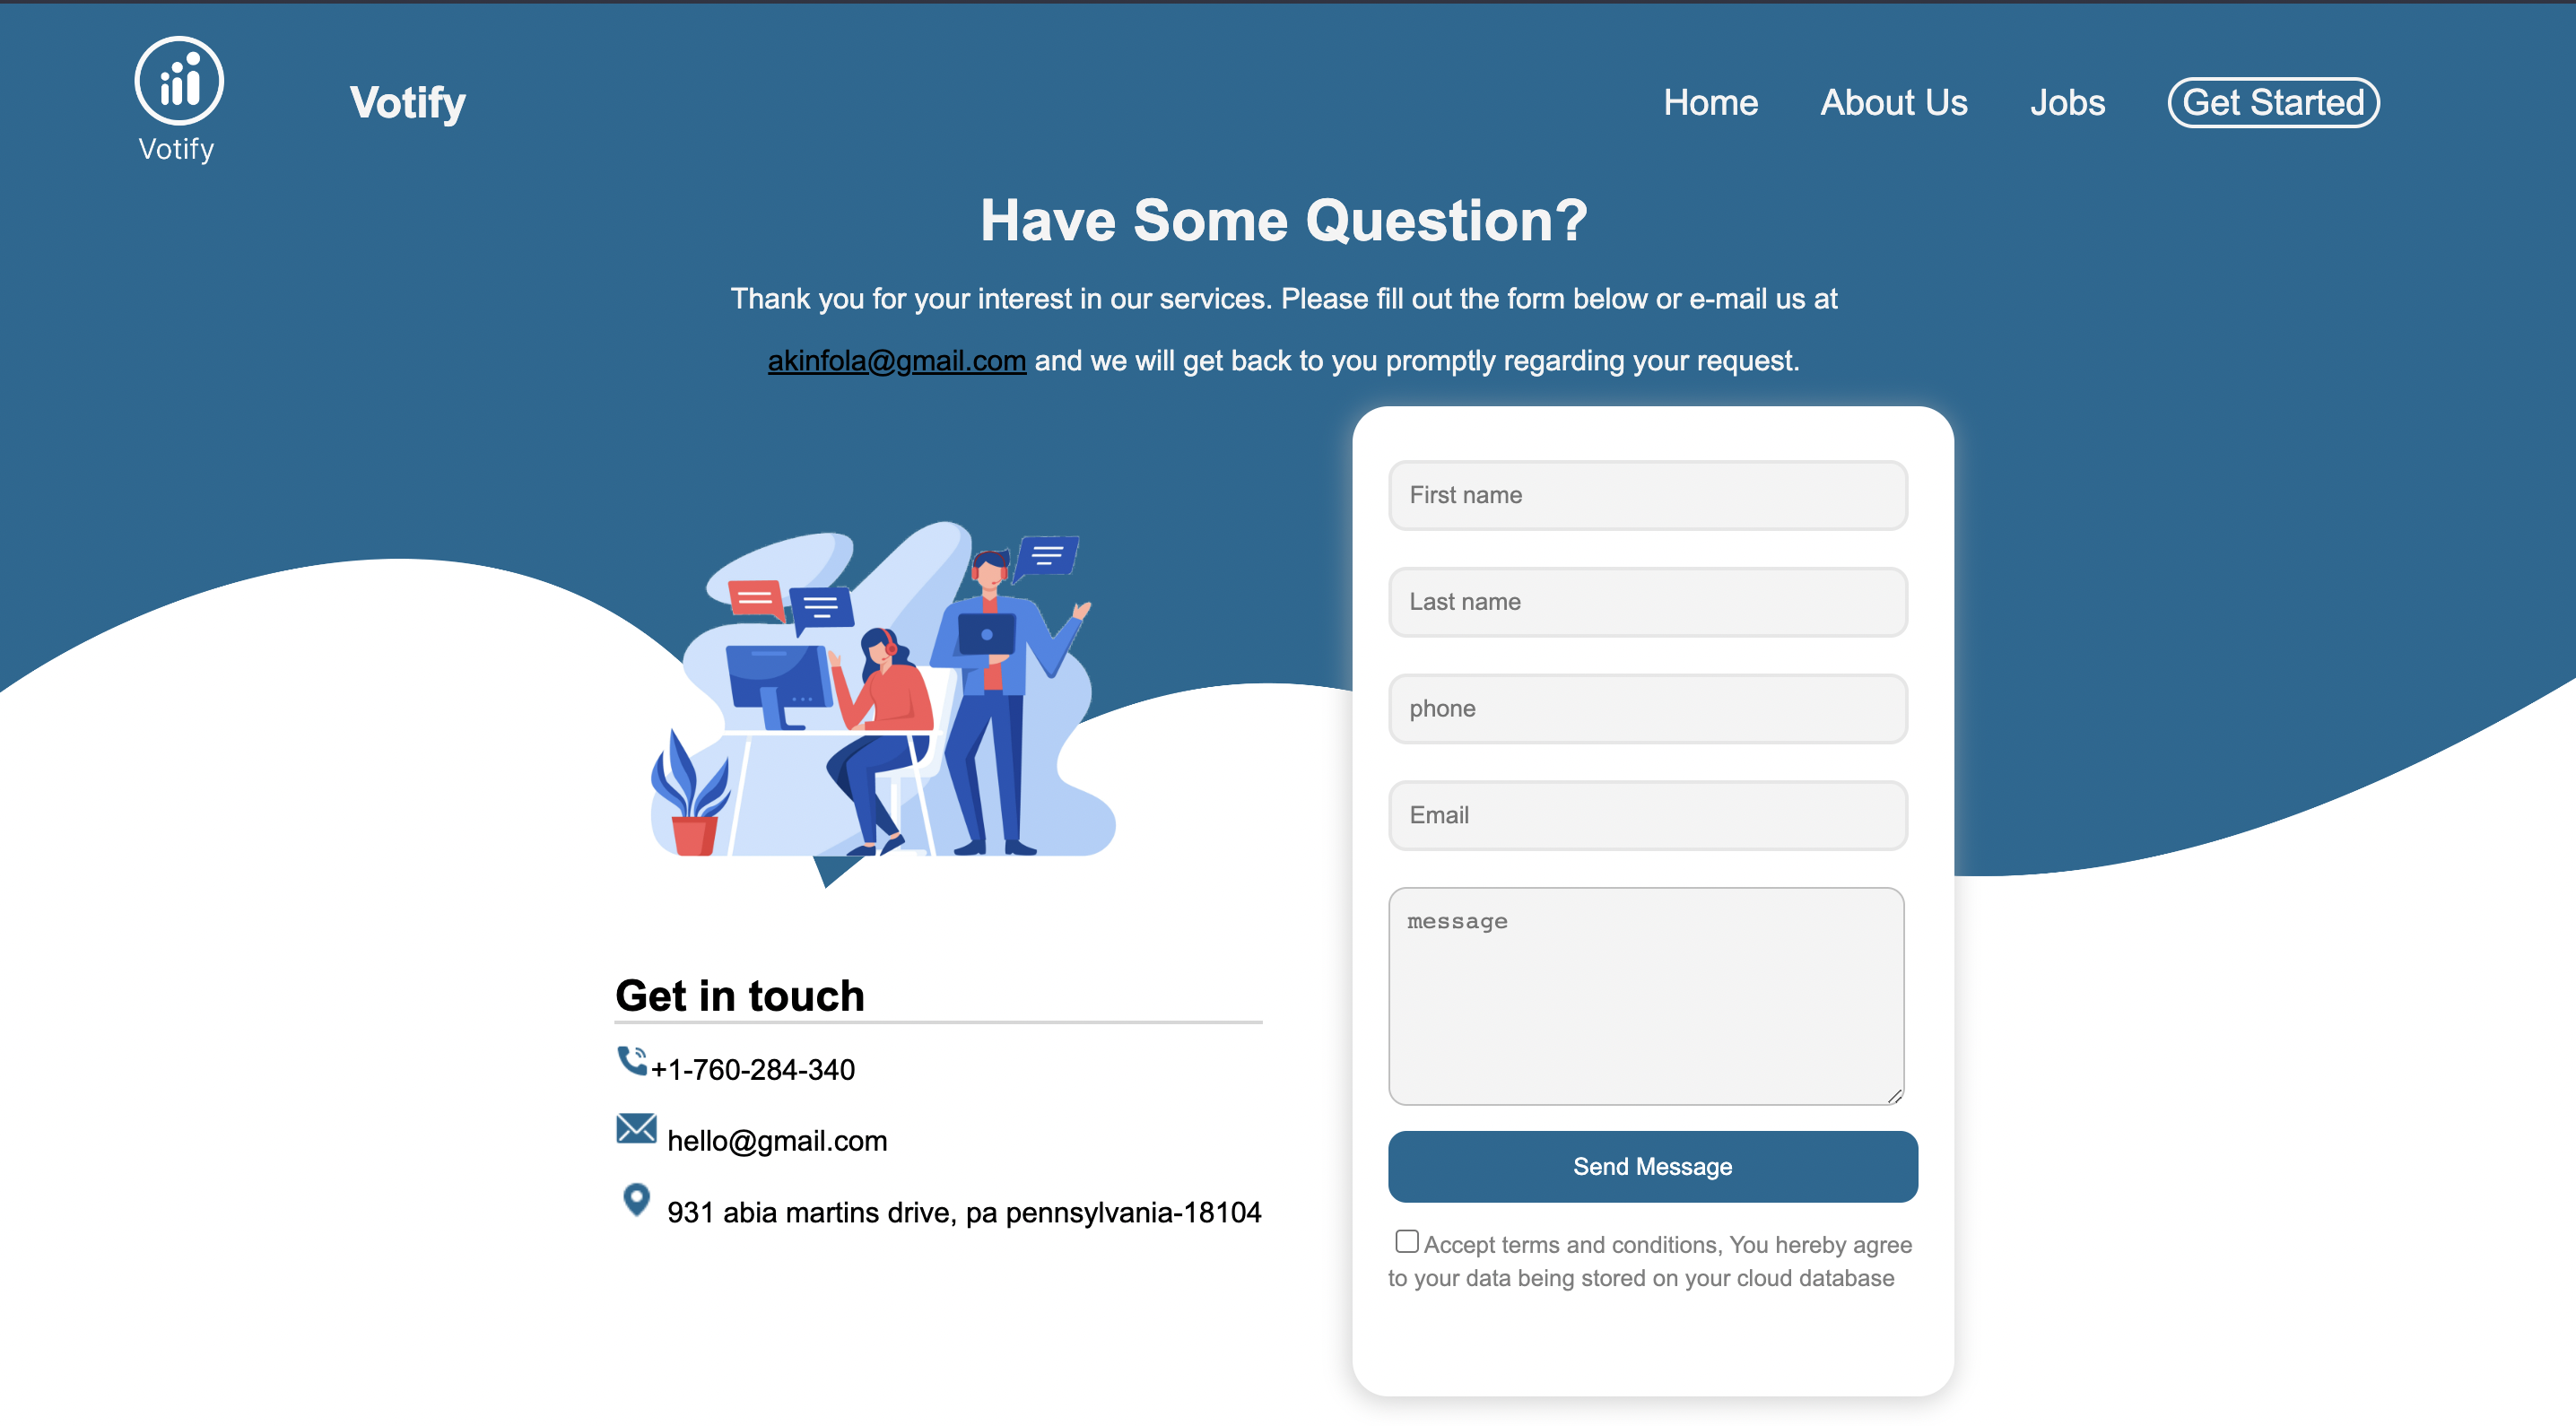 Votify
Votify
Home
About Us
Jobs
Get Started
Have Some Question?
Thank you for your interest in our services. Please fill out the form below or e-mail us at
akinfola@gmail.com and we will get back to you promptly regarding your request.
First name
Last name
phone
Email
message
Send Message
Accept terms and conditions, You hereby agree
to your data being stored on your cloud database
Get in touch
+1-760-284-340
hello@gmail.com
931 abia martins drive, pa pennsylvania-18104